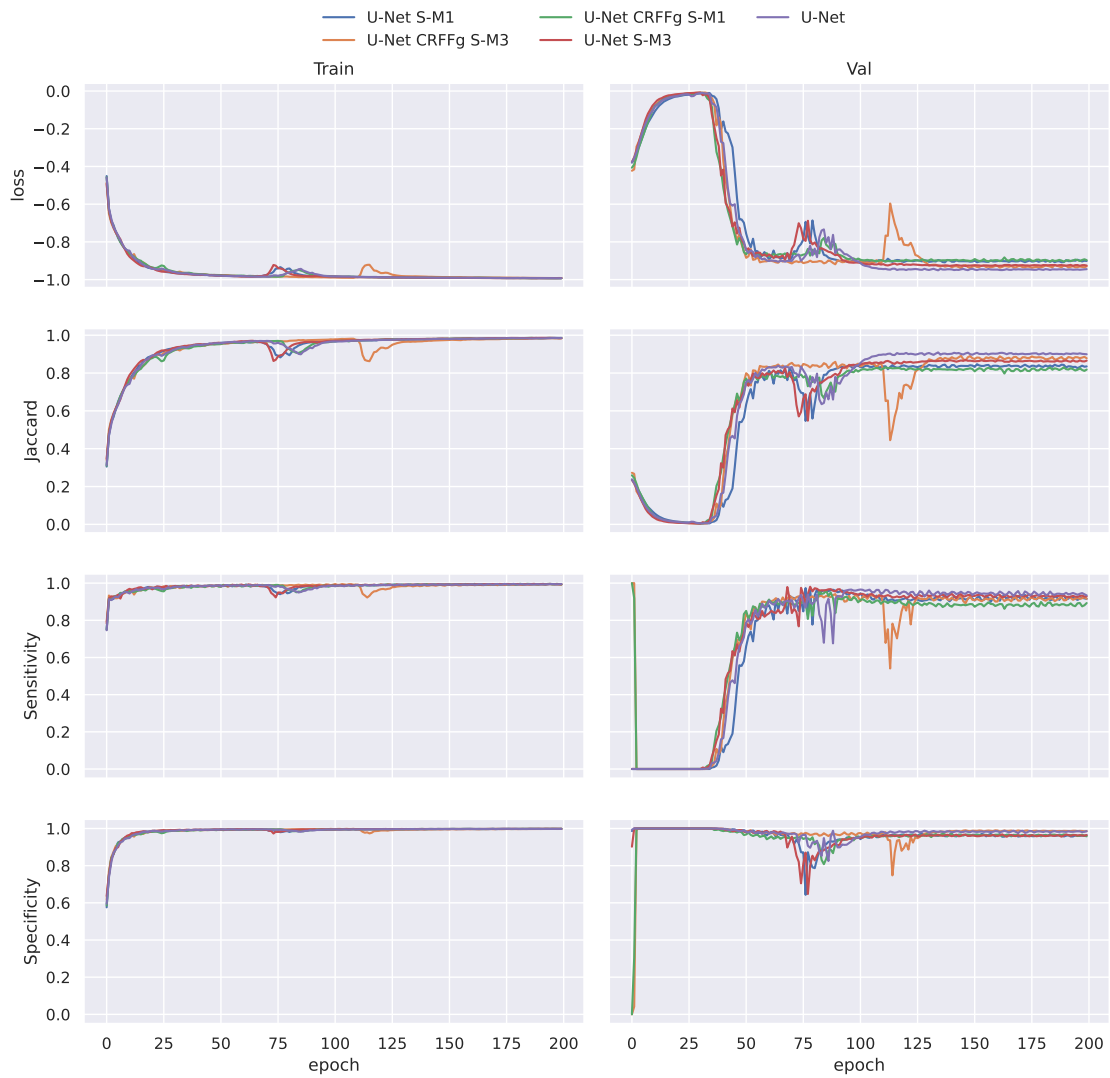 U-Net S-M1 U-Net CRFFg S-M1 U-Net
U-Net CRFFg S-M3 U-Net S-M3
Train Val
0.0
−0.2
−0.4
−0.6
−0.8
−1.0
loss
1.0
0.8
0.6
0.4
0.2
0.0
Jaccard
1.0
0.8
0.6
0.4
0.2
0.0
Sensitivity
1.0
0.8
0.6
0.4
0.2
0.0
Specificity
0 25 50 75 100 125 150 175 200 0 25 50 75 100 125 150 175 200
epoch epoch